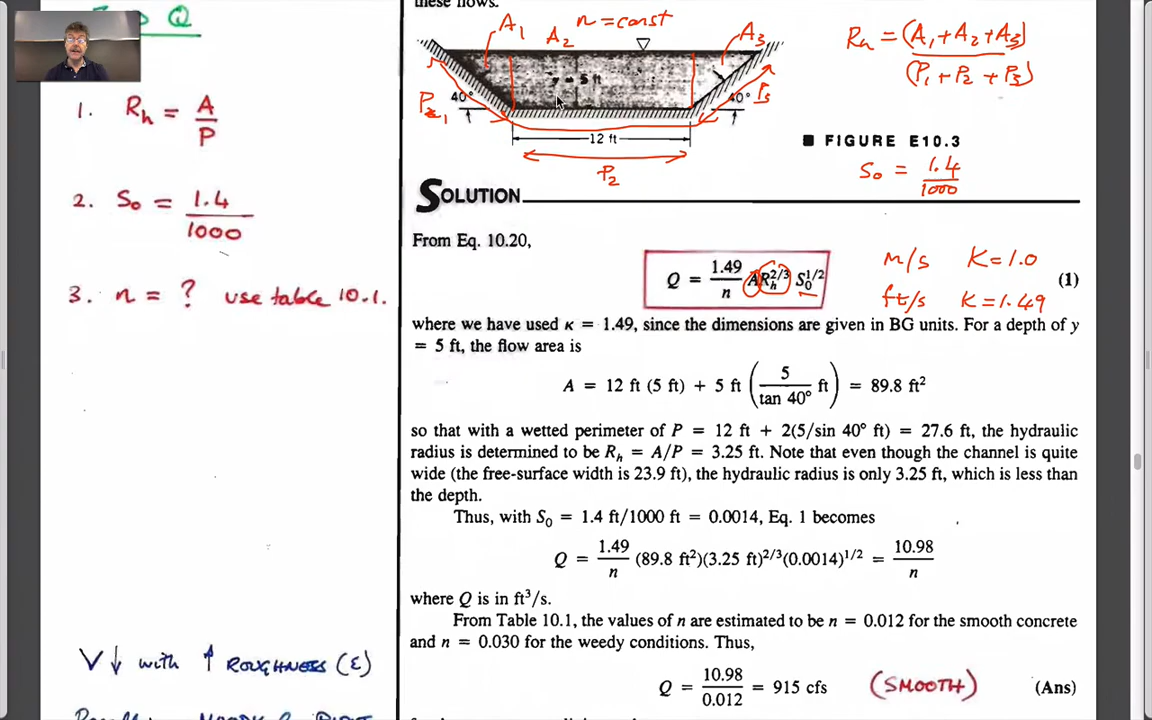 these flows.
Q
1. Rh = A/P
2. S0 = 1.4/1000
3. n = ? use table 10.1.
V↓ with ↑ ROUGHNESS (ε)
A1 A2 n = const A3
Rh = (A1 + A2 + A3)/(P1 + P2 + P3)
y = 5 ft
P1 40° 40° P3
12 ft
P2
■ FIGURE E10.3
S0 = 1.4/1000
SOLUTION
From Eq. 10.20,
Q = 1.49/n A Rh^2/3 S0^1/2 (1)
m/s K = 1.0
ft/s K = 1.49
where we have used κ = 1.49, since the dimensions are given in BG units. For a depth of y
= 5 ft, the flow area is
A = 12 ft (5 ft) + 5 ft (5/tan 40° ft) = 89.8 ft²
so that with a wetted perimeter of P = 12 ft + 2(5/sin 40° ft) = 27.6 ft, the hydraulic
radius is determined to be Rh = A/P = 3.25 ft. Note that even though the channel is quite
wide (the free-surface width is 23.9 ft), the hydraulic radius is only 3.25 ft, which is less than
the depth.
Thus, with S0 = 1.4 ft/1000 ft = 0.0014, Eq. 1 becomes
Q = 1.49/n (89.8 ft²)(3.25 ft)^2/3(0.0014)^1/2 = 10.98/n
where Q is in ft³/s.
From Table 10.1, the values of n are estimated to be n = 0.012 for the smooth concrete
and n = 0.030 for the weedy conditions. Thus,
Q = 10.98/0.012 = 915 cfs (SMOOTH) (Ans)